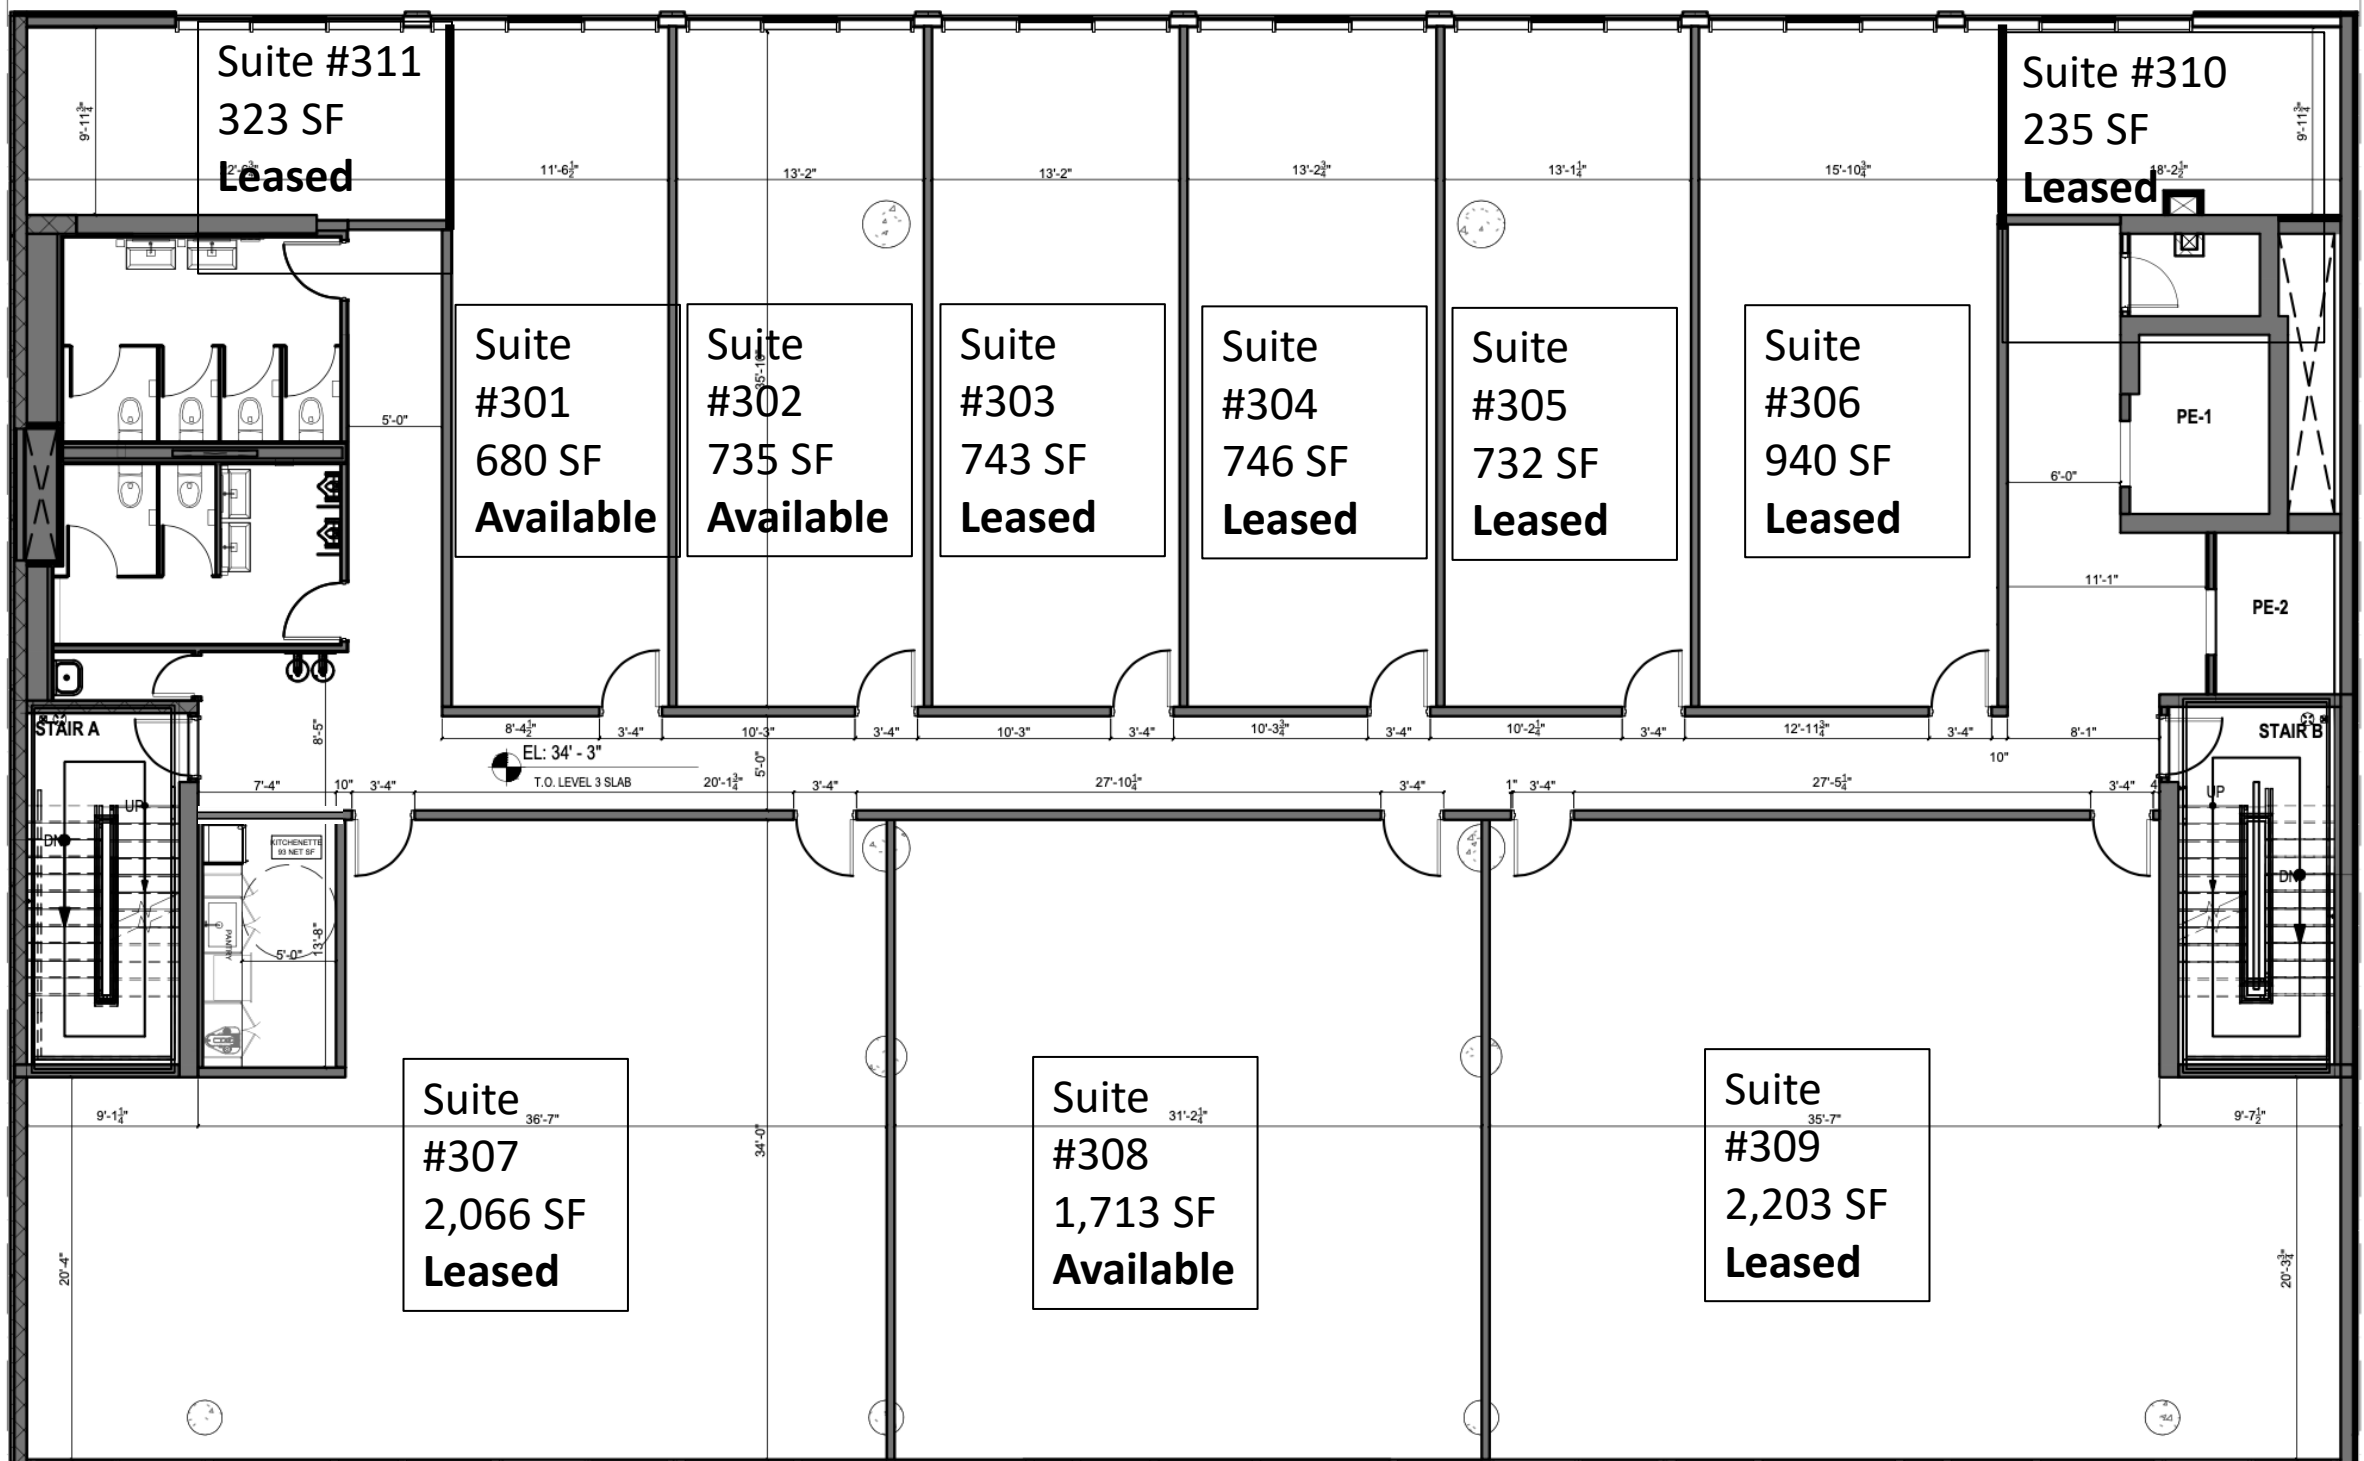 Suite #311
323 SF
Leased
Suite #310
235 SF
Leased
9'-11¾"
9'-11¾"
11'-6½"
13'-2"
13'-2"
13'-2¾"
13'-1¼"
15'-10¾"
Suite
#301
680 SF
Available
Suite
#302
735 SF
Available
Suite
#303
743 SF
Leased
Suite
#304
746 SF
Leased
Suite
#305
732 SF
Leased
Suite
#306
940 SF
Leased
35'-10"
5'-0"
PE-1
6'-0"
11'-1"
PE-2
STAIR A
STAIR B
8'-5"
8'-4½"
3'-4"
10'-3"
3'-4"
10'-3"
3'-4"
10'-3¾"
3'-4"
10'-2¼"
3'-4"
12'-11¾"
3'-4"
8'-1"
10"
EL: 34' - 3"
T.O. LEVEL 3 SLAB
5'-0"
7'-4"
10"
3'-4"
20'-1¾"
3'-4"
27'-10¼"
3'-4"
1"
3'-4"
27'-5¼"
3'-4"
4
UP
DN
UP
DN
KITCHENETTE
93 NET SF
PANTRY
5'-0"
13'-8"
9'-1¼"
36'-7"
31'-2¼"
35'-7"
9'-7½"
34'-0"
Suite
#307
2,066 SF
Leased
Suite
#308
1,713 SF
Available
Suite
#309
2,203 SF
Leased
20'-4"
20'-3¾"